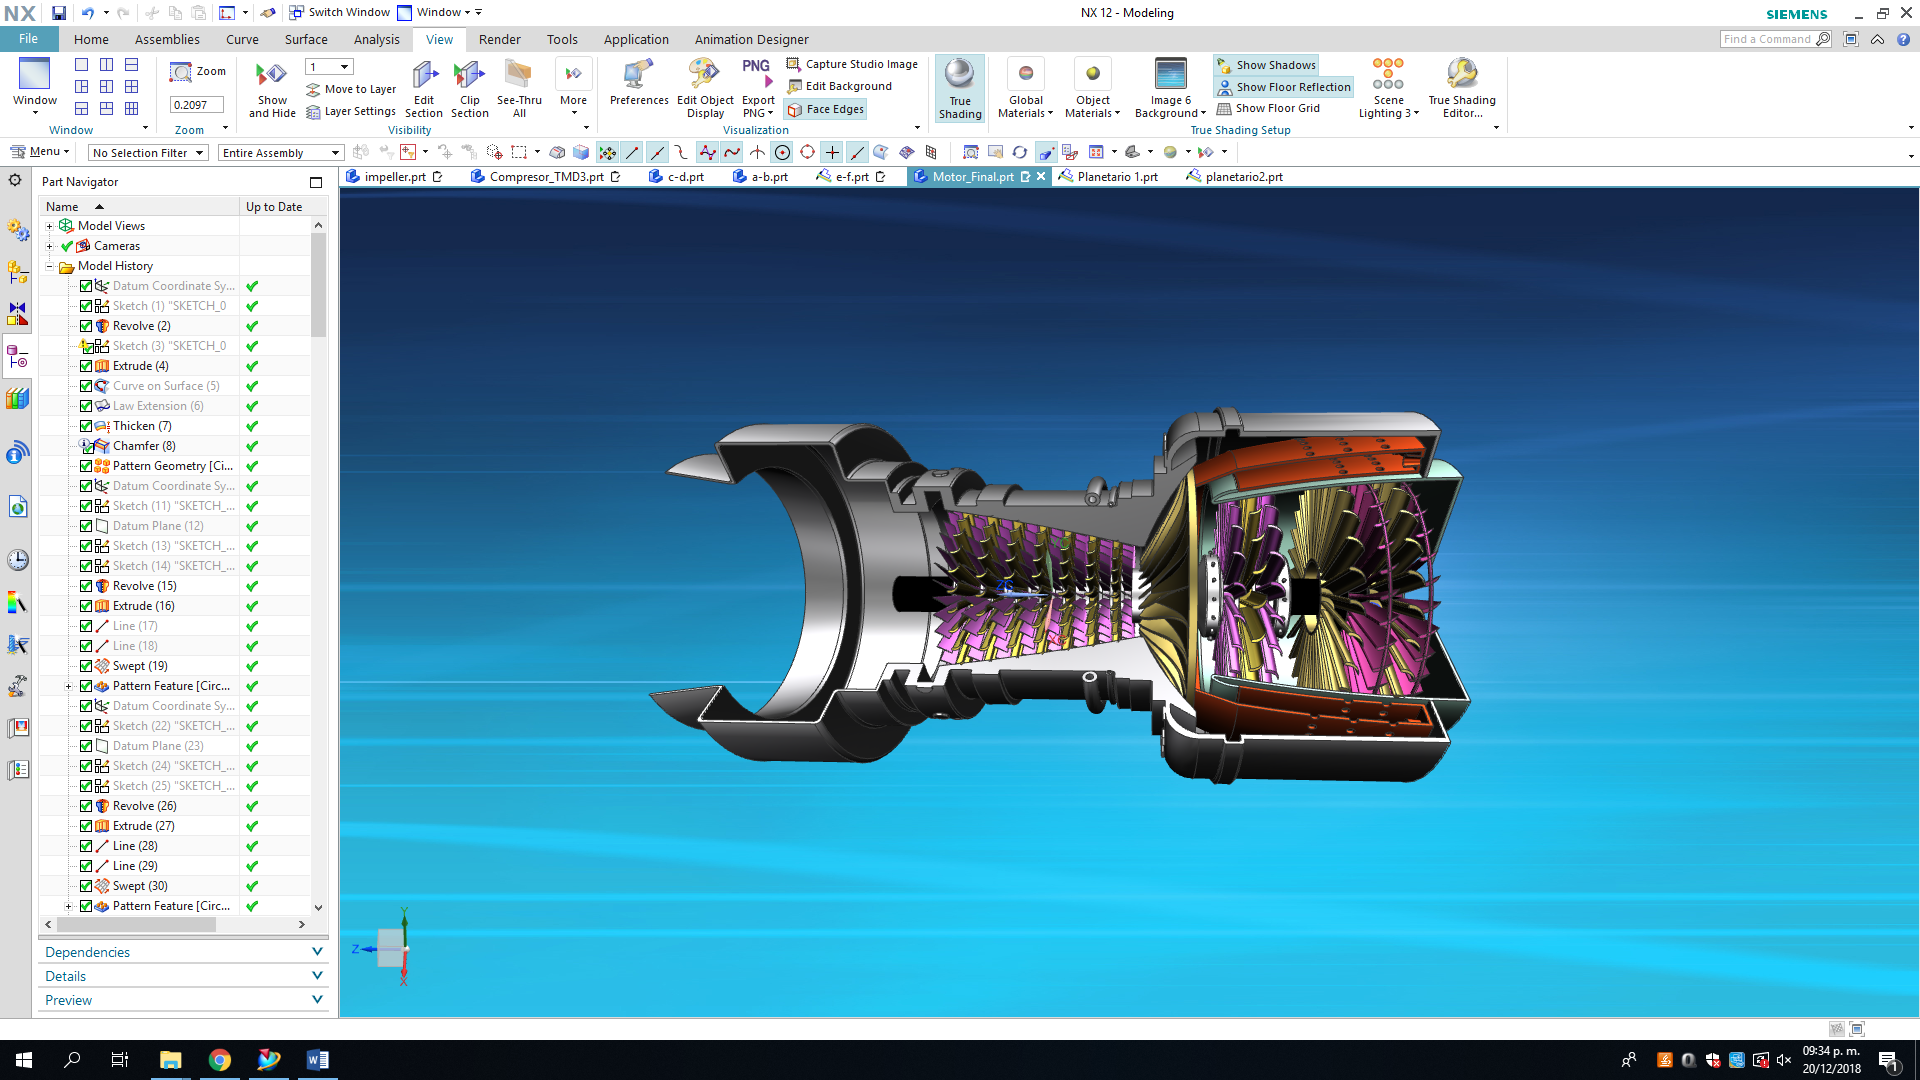 NX
Switch Window
Window
NX 12 - Modeling
SIEMENS
File
Home
Assemblies
Curve
Surface
Analysis
View
Render
Tools
Application
Animation Designer
Find a Command
Window
Zoom
0.2097
Show and Hide
1
Move to Layer
Layer Settings
Edit Section
Clip Section
See-Thru All
More
Preferences
Edit Object Display
PNG
Export PNG
Capture Studio Image
Edit Background
Face Edges
True Shading
Global Materials
Object Materials
Image 6 Background
Show Shadows
Show Floor Reflection
Show Floor Grid
Scene Lighting 3
True Shading Editor...
Window
Zoom
Visibility
Visualization
True Shading Setup
Menu
No Selection Filter
Entire Assembly
Part Navigator
impeller.prt
Compresor_TMD3.prt
c-d.prt
a-b.prt
e-f.prt
Motor_Final.prt
Planetario 1.prt
planetario2.prt
Name
Up to Date
Model Views
Cameras
Model History
Datum Coordinate Sy...
Sketch (1) "SKETCH_0
Revolve (2)
Sketch (3) "SKETCH_0
Extrude (4)
Curve on Surface (5)
Law Extension (6)
Thicken (7)
Chamfer (8)
Pattern Geometry [Ci...
Datum Coordinate Sy...
Sketch (11) "SKETCH_...
Datum Plane (12)
Sketch (13) "SKETCH_...
Sketch (14) "SKETCH_...
Revolve (15)
Extrude (16)
Line (17)
Line (18)
Swept (19)
Pattern Feature [Circ...
Datum Coordinate Sy...
Sketch (22) "SKETCH_...
Datum Plane (23)
Sketch (24) "SKETCH_...
Sketch (25) "SKETCH_...
Revolve (26)
Extrude (27)
Line (28)
Line (29)
Swept (30)
Pattern Feature [Circ...
Dependencies
Details
Preview
ZC
Y
Z
X
09:34 p. m.
20/12/2018
1